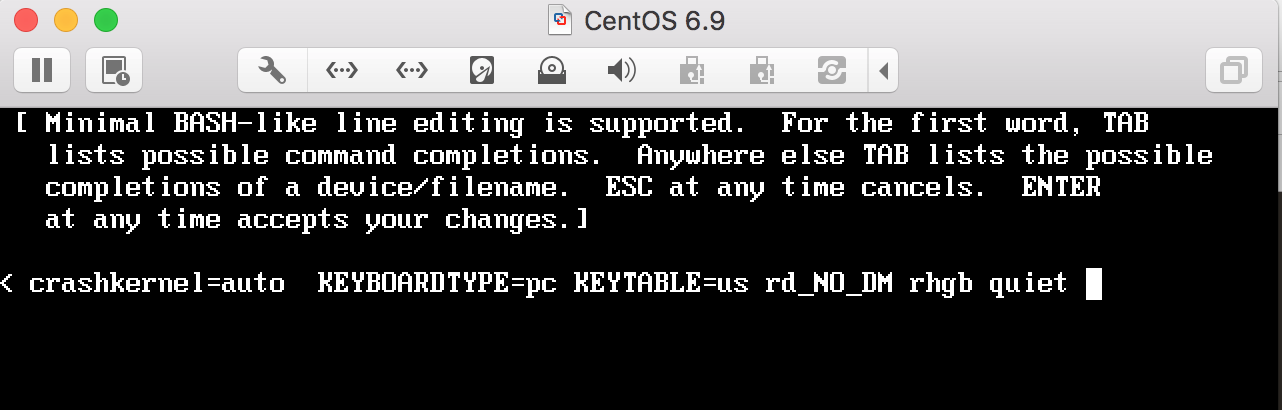 CentOS 6.9
[ Minimal BASH-like line editing is supported.  For the first word, TAB
lists possible command completions.  Anywhere else TAB lists the possible
completions of a device/filename.  ESC at any time cancels.  ENTER
at any time accepts your changes.]
< crashkernel=auto  KEYBOARDTYPE=pc KEYTABLE=us rd_NO_DM rhgb quiet